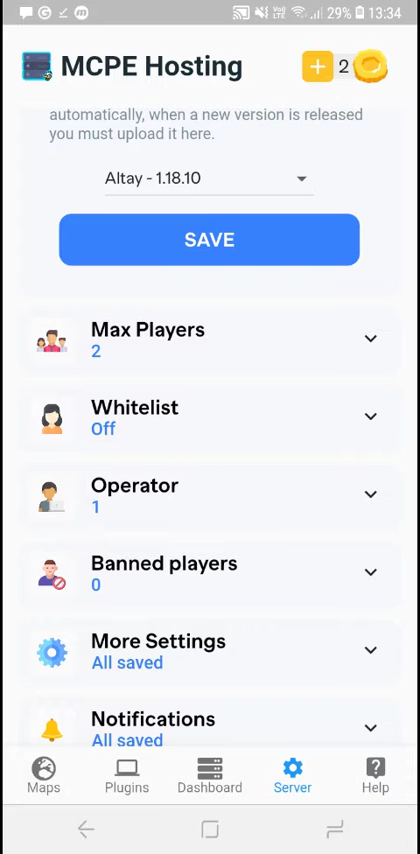 29% 13:34
MCPE Hosting
2
automatically, when a new version is released
you must upload it here.
Altay - 1.18.10
SAVE
Max Players
2
Whitelist
Off
Operator
1
Banned players
0
More Settings
All saved
Notifications
All saved
Maps
Plugins
Dashboard
Server
Help